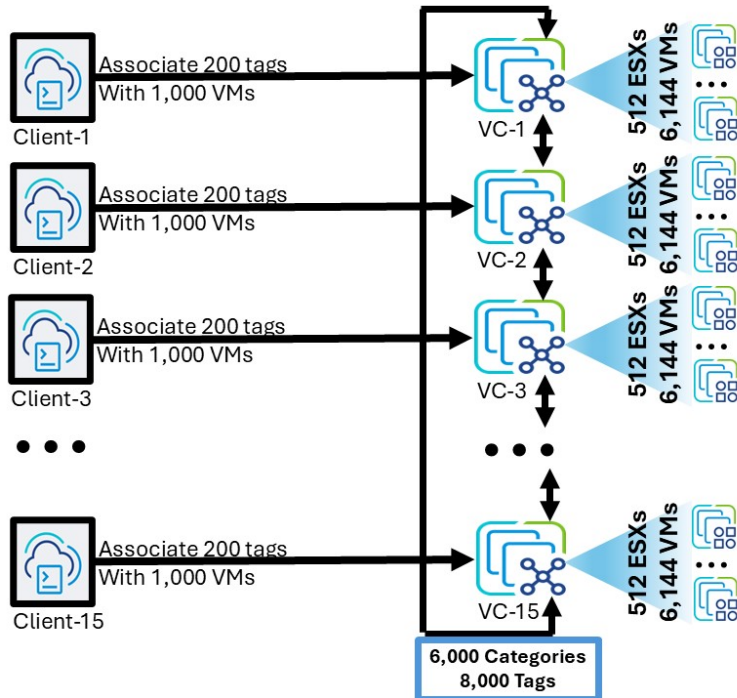 Associate 200 tags
With 1,000 VMs
Client-1
VC-1
512 ESXs
6,144 VMs
Associate 200 tags
With 1,000 VMs
Client-2
VC-2
512 ESXs
6,144 VMs
Associate 200 tags
With 1,000 VMs
Client-3
VC-3
512 ESXs
6,144 VMs
Associate 200 tags
With 1,000 VMs
Client-15
VC-15
512 ESXs
6,144 VMs
6,000 Categories
8,000 Tags